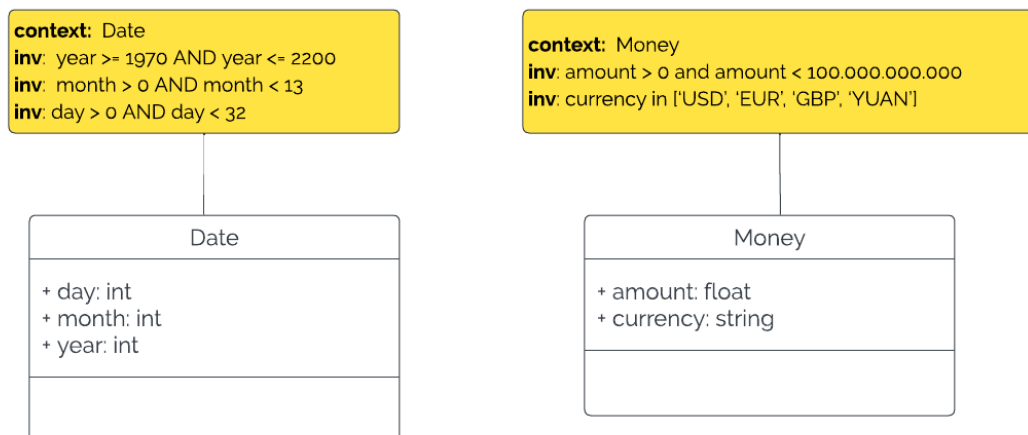 context: Date
inv: year >= 1970 AND year <= 2200
inv: month > 0 AND month < 13
inv: day > 0 AND day < 32
context: Money
inv: amount > 0 and amount < 100.000.000.000
inv: currency in [‘USD’, ‘EUR’, ‘GBP’, ‘YUAN’]
Date
+ day: int
+ month: int
+ year: int
Money
+ amount: float
+ currency: string